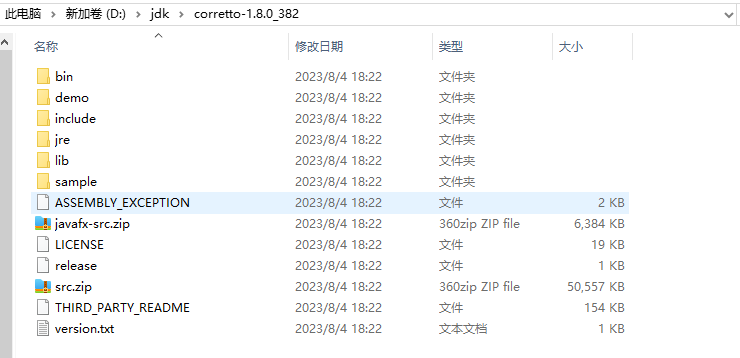 此电脑 > 新加卷 (D:) > jdk > corretto-1.8.0_382
名称 修改日期 类型 大小
bin 2023/8/4 18:22 文件夹
demo 2023/8/4 18:22 文件夹
include 2023/8/4 18:22 文件夹
jre 2023/8/4 18:22 文件夹
lib 2023/8/4 18:22 文件夹
sample 2023/8/4 18:22 文件夹
ASSEMBLY_EXCEPTION 2023/8/4 18:22 文件 2 KB
javafx-src.zip 2023/8/4 18:22 360zip ZIP file 6,384 KB
LICENSE 2023/8/4 18:22 文件 19 KB
release 2023/8/4 18:22 文件 1 KB
src.zip 2023/8/4 18:22 360zip ZIP file 50,557 KB
THIRD_PARTY_README 2023/8/4 18:22 文件 154 KB
version.txt 2023/8/4 18:22 文本文档 1 KB